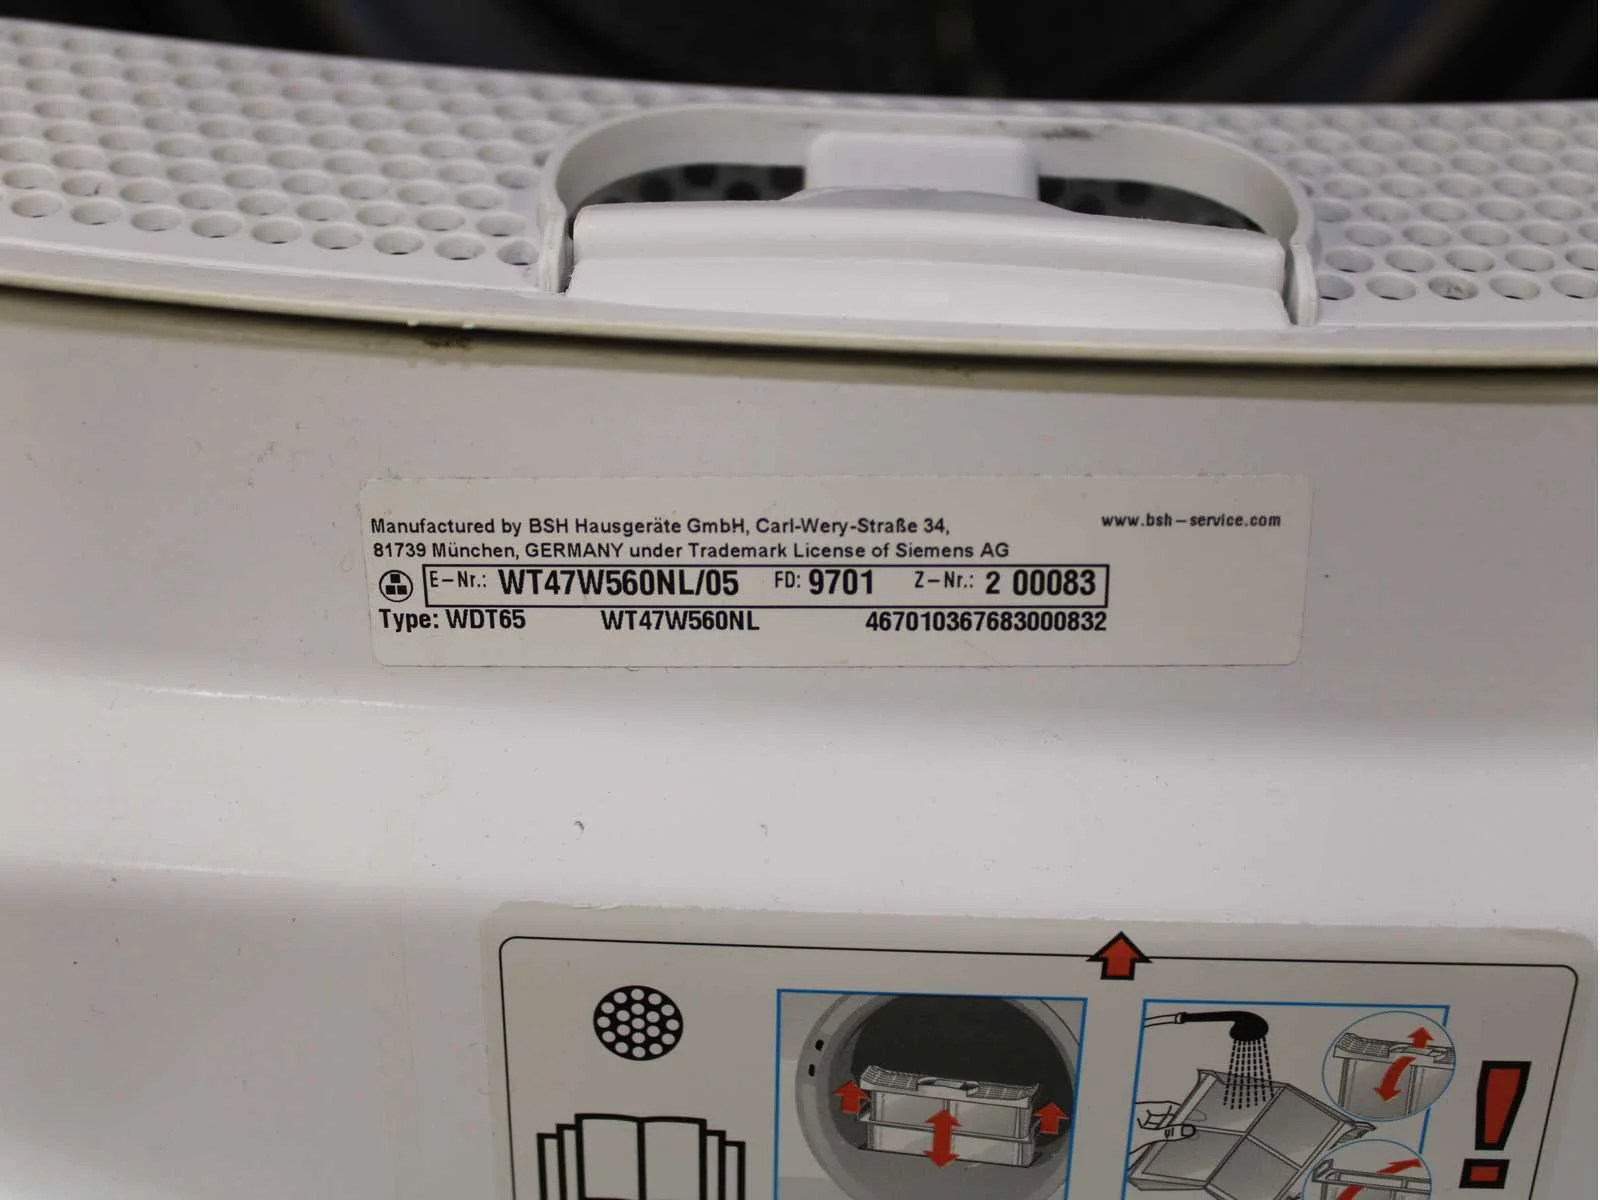 Manufactured by BSH Hausgeräte GmbH, Carl-Wery-Straße 34,
www.bsh-service.com
81739 München, GERMANY under Trademark License of Siemens AG
E-Nr.: WT47W560NL/05 FD: 9701 Z-Nr.: 2 00083
Type: WDT65 WT47W560NL 467010367683000832